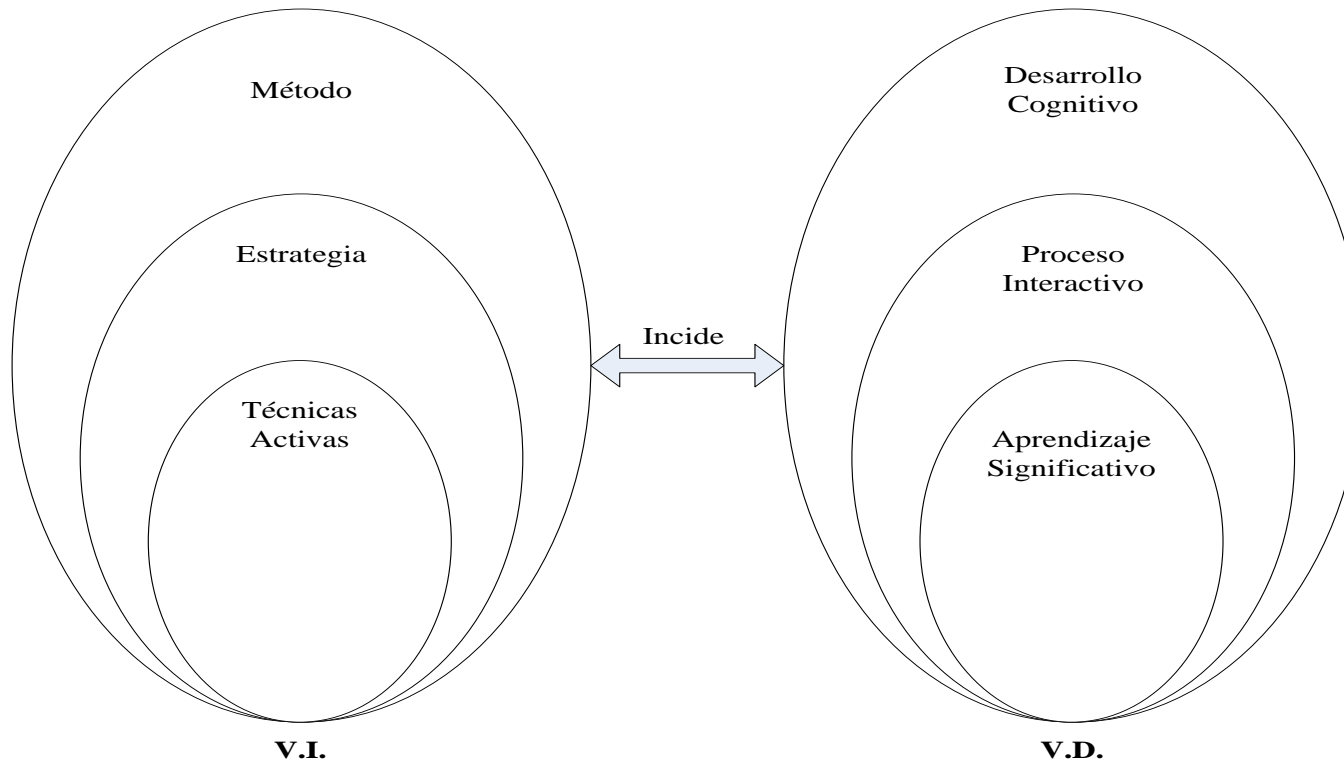 Método
Estrategia
Técnicas
Activas
V.I.
Incide
Desarrollo
Cognitivo
Proceso
Interactivo
Aprendizaje
Significativo
V.D.